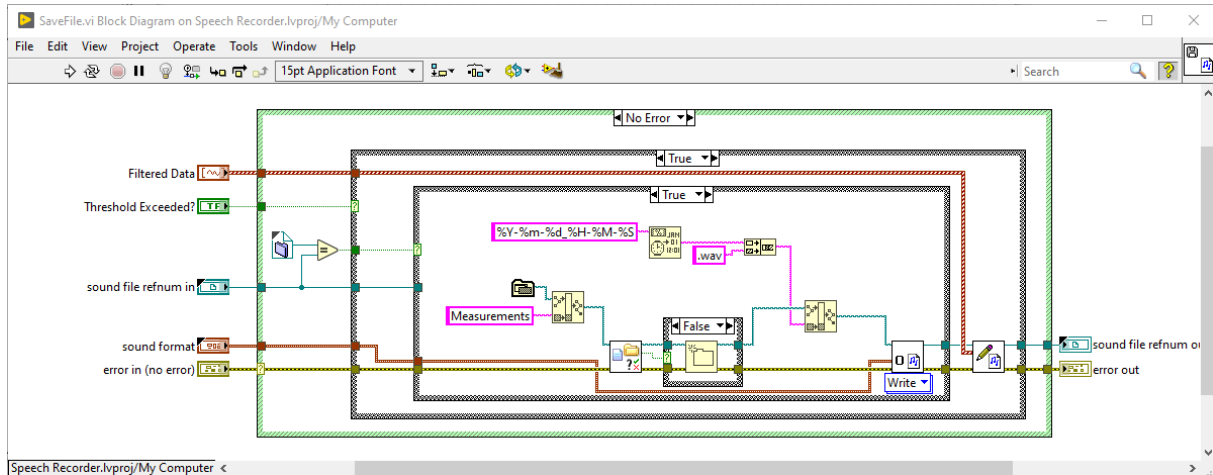 SaveFile.vi Block Diagram on Speech Recorder.lvproj/My Computer
File Edit View Project Operate Tools Window Help
15pt Application Font
Search
No Error
True
Filtered Data
True
Threshold Exceeded?
TF
%Y-%m-%d_%H-%M-%S
.wav
sound file refnum in
Measurements
False
sound format
sound file refnum ou
error in (no error)
error out
Write
Speech Recorder.lvproj/My Computer